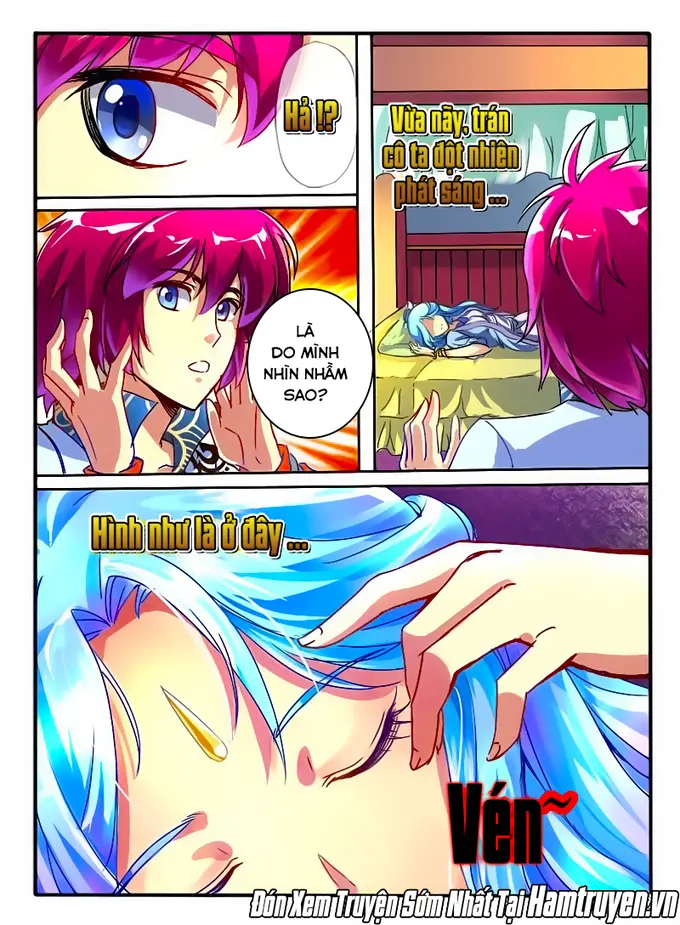 Hả !?
Vừa nãy, trán
cô ta đột nhiên
phát sáng ...
LÀ
DO MÌNH
NHÌN NHẦM
SAO?
Hình như là ở đây ...
Vén~
Đón Xem Truyện Sớm Nhất Tại Hamtruyen.vn